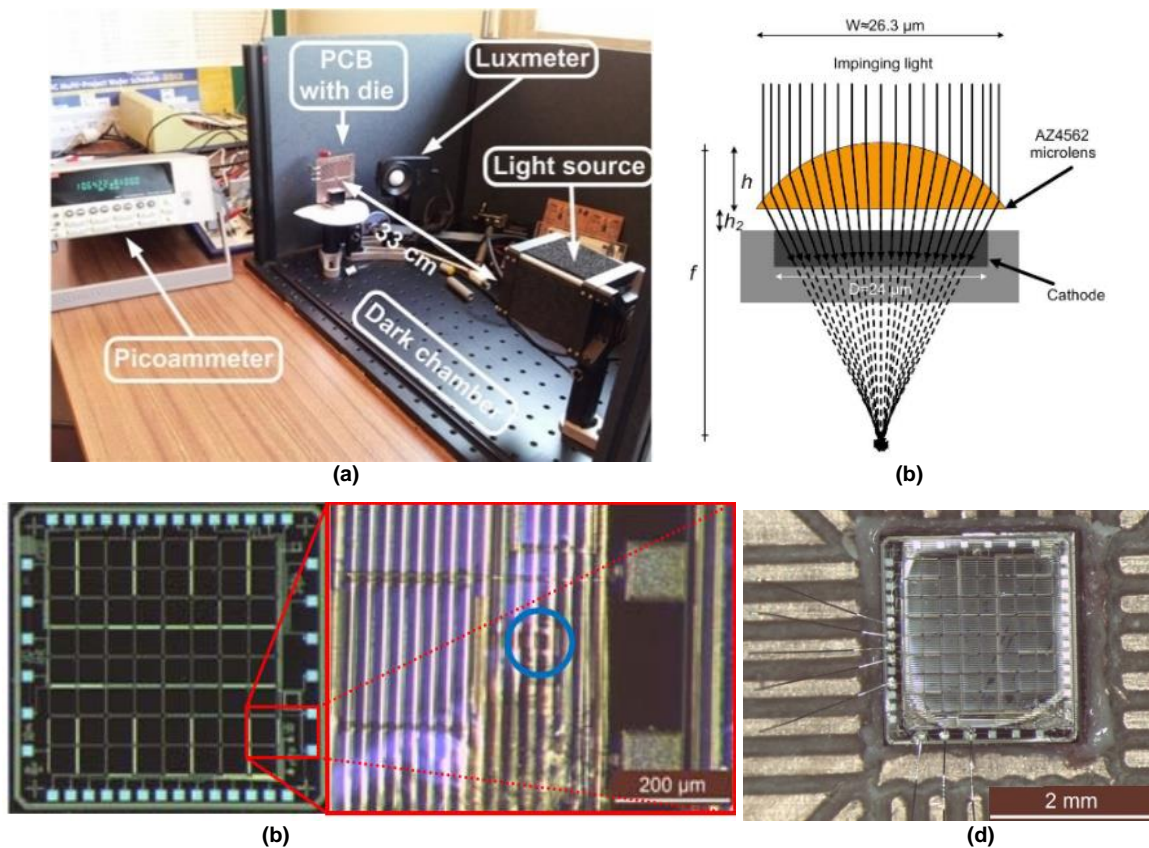 PCB
with die
Luxmeter
Light source
33 cm
Dark chamber
Picoammeter
(a)
W≈26.3 µm
Impinging light
AZ4562
microlens
h
h₂
f
D=24 µm
Cathode
(b)
200 µm
(b)
2 mm
(d)